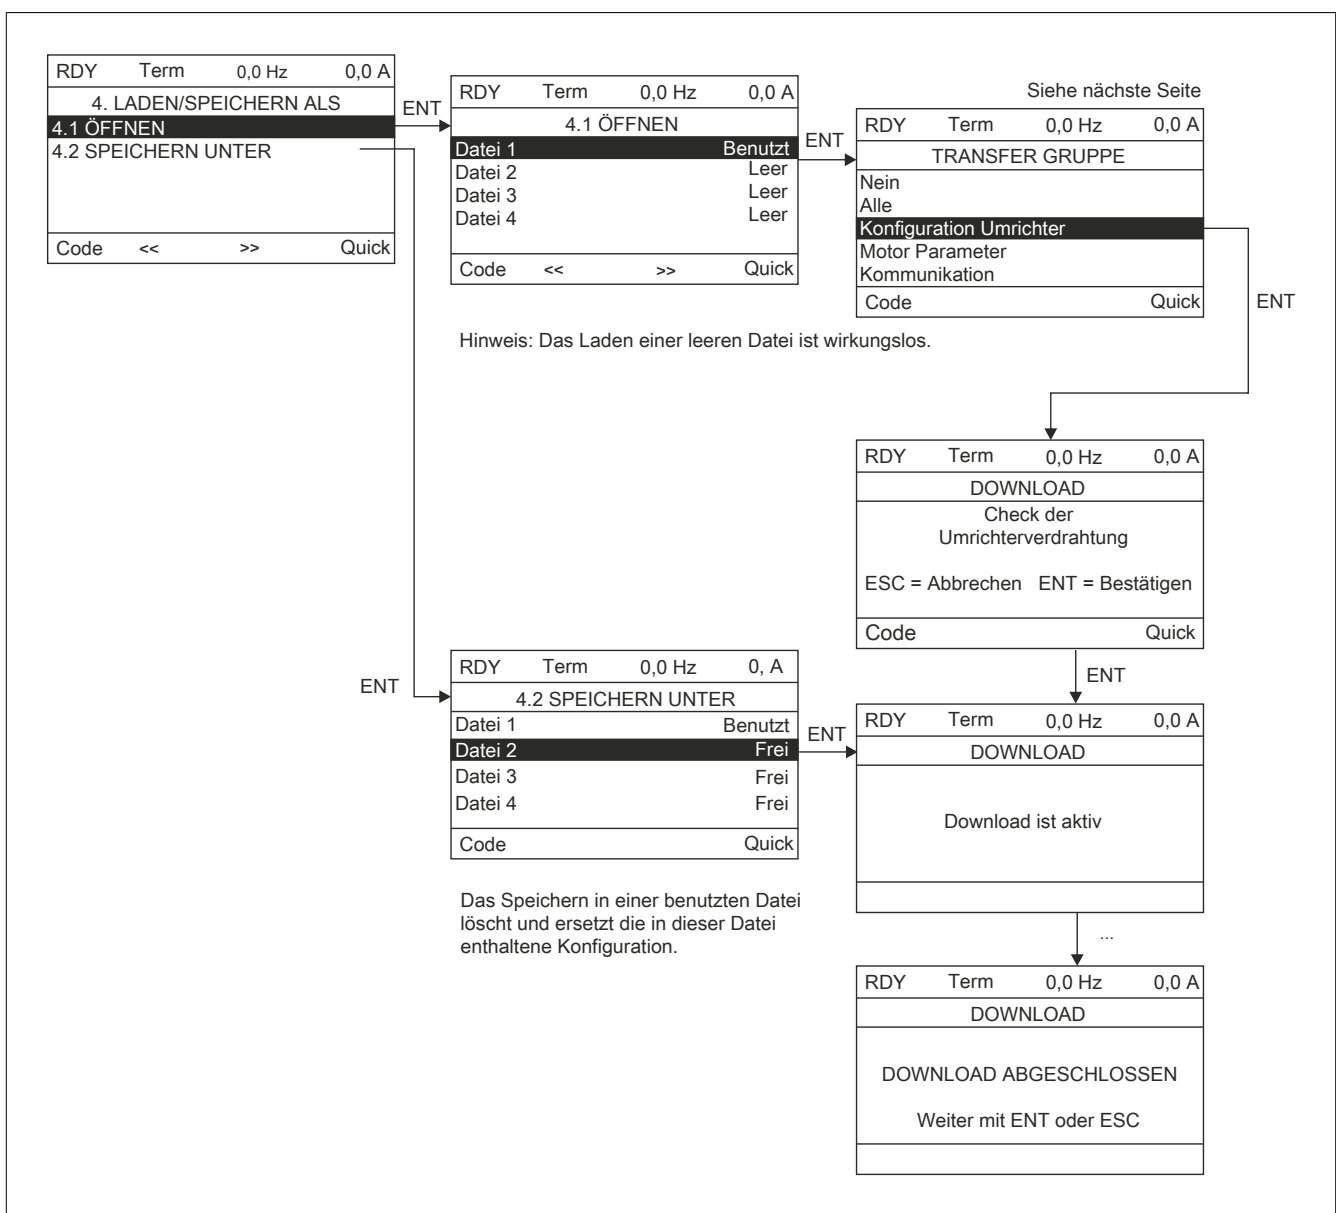 RDY Term 0,0 Hz 0,0 A
4. LADEN/SPEICHERN ALS
4.1 ÖFFNEN
4.2 SPEICHERN UNTER
Code << >> Quick
ENT
RDY Term 0,0 Hz 0,0 A
4.1 ÖFFNEN
Datei 1 Benutzt
Datei 2 Leer
Datei 3 Leer
Datei 4 Leer
Code << >> Quick
ENT
Siehe nächste Seite
RDY Term 0,0 Hz 0,0 A
TRANSFER GRUPPE
Nein
Alle
Konfiguration Umrichter
Motor Parameter
Kommunikation
Code Quick
ENT
Hinweis: Das Laden einer leeren Datei ist wirkungslos.
RDY Term 0,0 Hz 0,0 A
DOWNLOAD
Check der
Umrichterverdrahtung
ESC = Abbrechen ENT = Bestätigen
Code Quick
ENT
ENT
RDY Term 0,0 Hz 0, A
4.2 SPEICHERN UNTER
Datei 1 Benutzt
Datei 2 Frei
Datei 3 Frei
Datei 4 Frei
Code Quick
ENT
Das Speichern in einer benutzten Datei
löscht und ersetzt die in dieser Datei
enthaltene Konfiguration.
RDY Term 0,0 Hz 0,0 A
DOWNLOAD
Download ist aktiv
...
RDY Term 0,0 Hz 0,0 A
DOWNLOAD
DOWNLOAD ABGESCHLOSSEN
Weiter mit ENT oder ESC